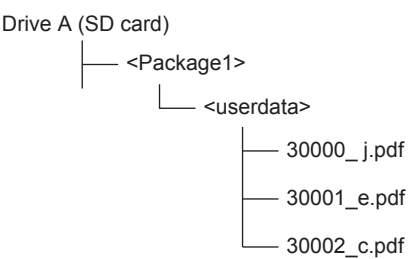 Drive A (SD card)
<Package1>
<userdata>
30000_ j.pdf
30001_e.pdf
30002_c.pdf